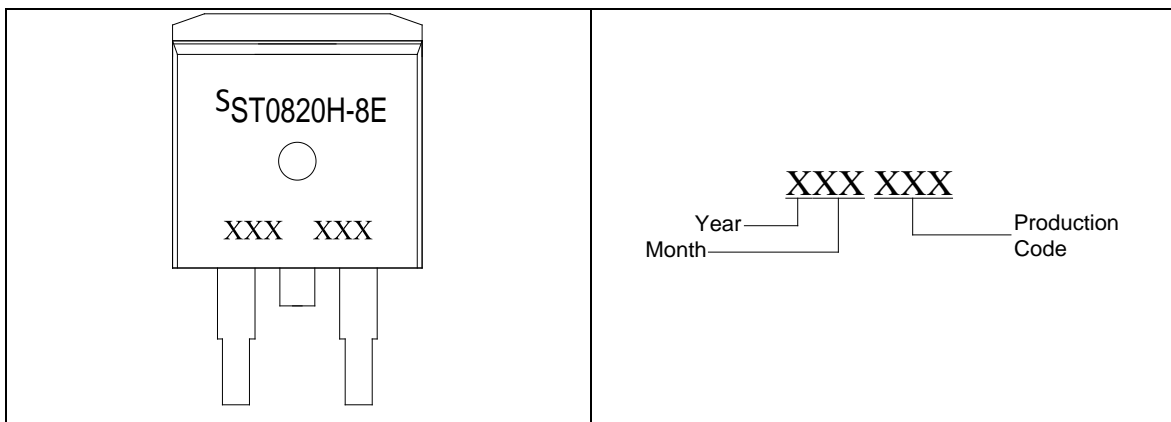 SST0820H-8E
XXX XXX
XXX XXX
Year
Month
Production
Code